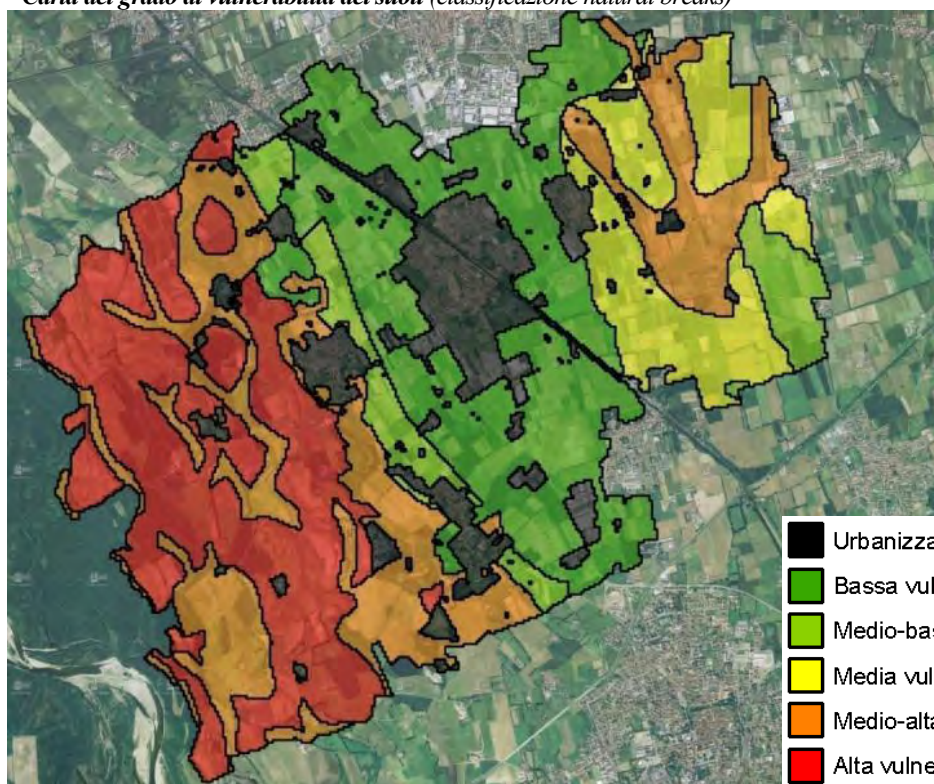 Carta del grado di vulnerabilità dei suoli (classificazione natural breaks)
Urbanizza
Bassa vul
Medio-bas
Media vul
Medio-alta
Alta vulne